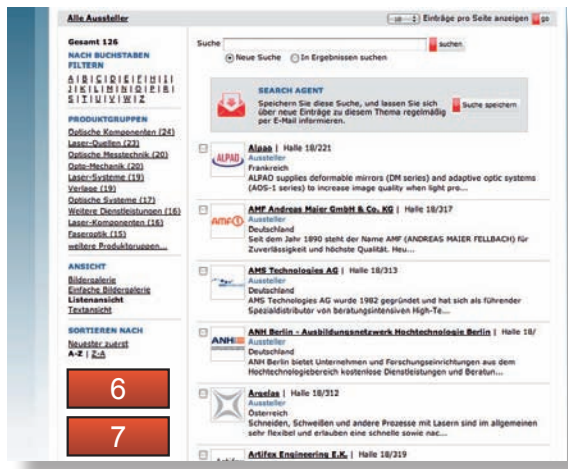 Alle Aussteller
10 Einträge pro Seite anzeigen go
Gesamt 126
NACH BUCHSTABEN
FILTERN
A | B | C | D | E | F | H | I |
J | K | L | M | N | O | P | R |
S | T | U | V | W | Z
PRODUKTGRUPPEN
Optische Komponenten (24)
Laser-Quellen (23)
Optische Messtechnik (20)
Opto-Mechanik (20)
Laser-Systeme (19)
Verlage (19)
Optische Systeme (17)
Weitere Dienstleistungen (16)
Laser-Komponenten (16)
Faseroptik (15)
weitere Produktgruppen...
ANSICHT
Bildergalerie
Einfache Bildergalerie
Listenansicht
Textansicht
SORTIEREN NACH
Neuester zuerst
A-Z | Z-A
6
7
Suche suchen
Neue Suche In Ergebnissen suchen
SEARCH AGENT
Speichern Sie diese Suche, und lassen Sie sich
über neue Einträge zu diesem Thema regelmäßig
per E-Mail informieren.
Suche speichern
ALPAO
Alpao | Halle 18/221
Aussteller
Frankreich
ALPAO supplies deformable mirrors (DM series) and adaptive optic systems
(AOS-1 series) to increase image quality when light pro...
AMF
AMF Andreas Maier GmbH & Co. KG | Halle 18/317
Aussteller
Deutschland
Seit dem Jahr 1890 steht der Name AMF (ANDREAS MAIER FELLBACH) für
Zuverlässigkeit und höchste Qualität. Heu...
AMS Technologies AG | Halle 18/313
Aussteller
Deutschland
AMS Technologies AG wurde 1982 gegründet und hat sich als führender
Spezialdistributor von beratungsintensiven High-Te...
ANH
ANH Berlin - Ausbildungsnetzwerk Hochtechnologie Berlin | Halle 18/
Aussteller
Deutschland
ANH Berlin bietet Unternehmen und Forschungseinrichtungen aus dem
Hochtechnologiebereich kostenlose Dienstleistungen und Beratun...
Argelas | Halle 18/312
Aussteller
Österreich
Schneiden, Schweißen und andere Prozesse mit Lasern sind im allgemeinen
sehr flexibel und erlauben eine schnelle sowie nac...
Artifex Engineering E.K. | Halle 18/319